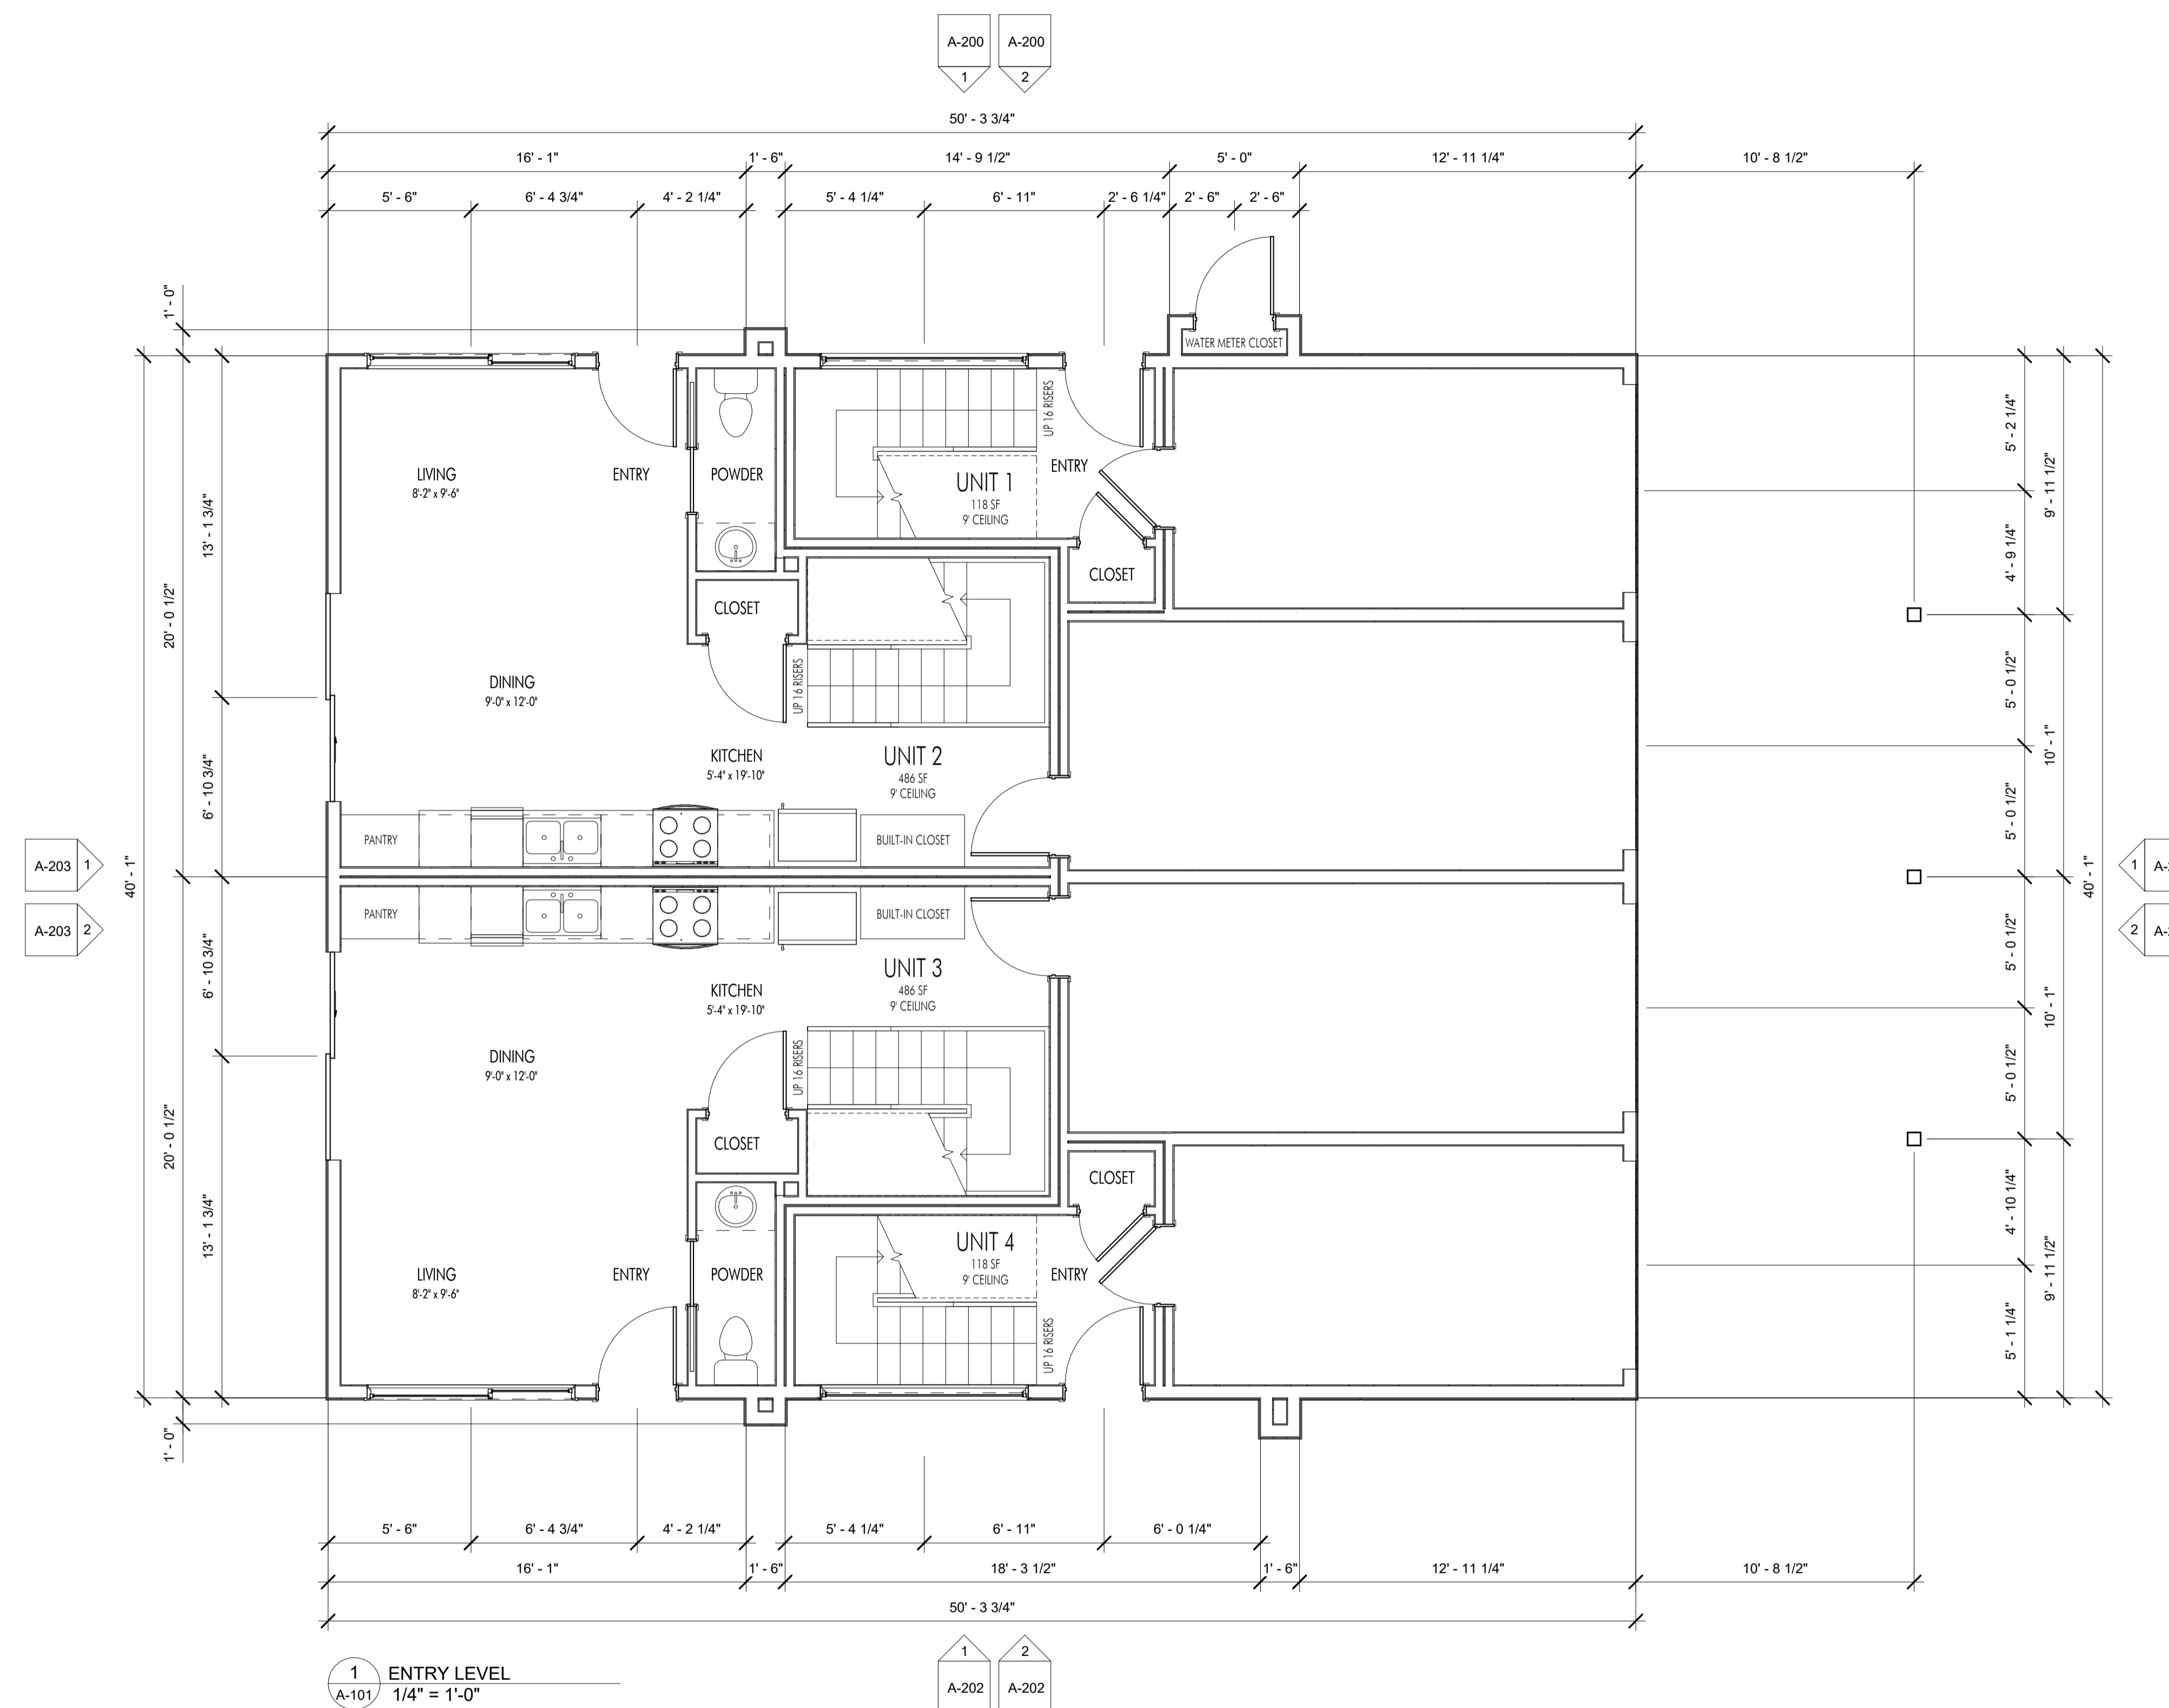 A-200 A-200
1 2
50' - 3 3/4"
16' - 1" 1' - 6" 14' - 9 1/2" 5' - 0" 12' - 11 1/4" 10' - 8 1/2"
5' - 6" 6' - 4 3/4" 4' - 2 1/4" 5' - 4 1/4" 6' - 11" 2' - 6 1/4" 2' - 6" 2' - 6"
1' - 0"
WATER METER CLOSET
UP 16 RISERS
5' - 2 1/4"
LIVING
8'-2" x 9'-6"
ENTRY
POWDER
UNIT 1
118 SF
9' CEILING
ENTRY
9' - 11 1/2"
13' - 1 3/4"
4' - 9 1/4"
CLOSET
CLOSET
20' - 0 1/2"
UP 16 RISERS
5' - 0 1/2"
DINING
9'-0" x 12'-0"
KITCHEN
5'-4" x 19'-10"
UNIT 2
486 SF
9' CEILING
10' - 1"
6' - 10 3/4"
5' - 0 1/2"
PANTRY
BUILT-IN CLOSET
A-203 1
40' - 1"
40' - 1"
1 A-
A-203 2
2 A-
PANTRY
BUILT-IN CLOSET
6' - 10 3/4"
5' - 0 1/2"
UNIT 3
486 SF
9' CEILING
KITCHEN
5'-4" x 19'-10"
10' - 1"
DINING
9'-0" x 12'-0"
UP 16 RISERS
5' - 0 1/2"
20' - 0 1/2"
CLOSET
CLOSET
13' - 1 3/4"
4' - 10 1/4"
UNIT 4
118 SF
9' CEILING
LIVING
8'-2" x 9'-6"
ENTRY
POWDER
ENTRY
9' - 11 1/2"
UP 16 RISERS
5' - 1 1/4"
1' - 0"
5' - 6" 6' - 4 3/4" 4' - 2 1/4" 5' - 4 1/4" 6' - 11" 6' - 0 1/4"
16' - 1" 1' - 6" 18' - 3 1/2" 1' - 6" 12' - 11 1/4" 10' - 8 1/2"
50' - 3 3/4"
1 2
A-202 A-202
1 ENTRY LEVEL
A-101 1/4" = 1'-0"